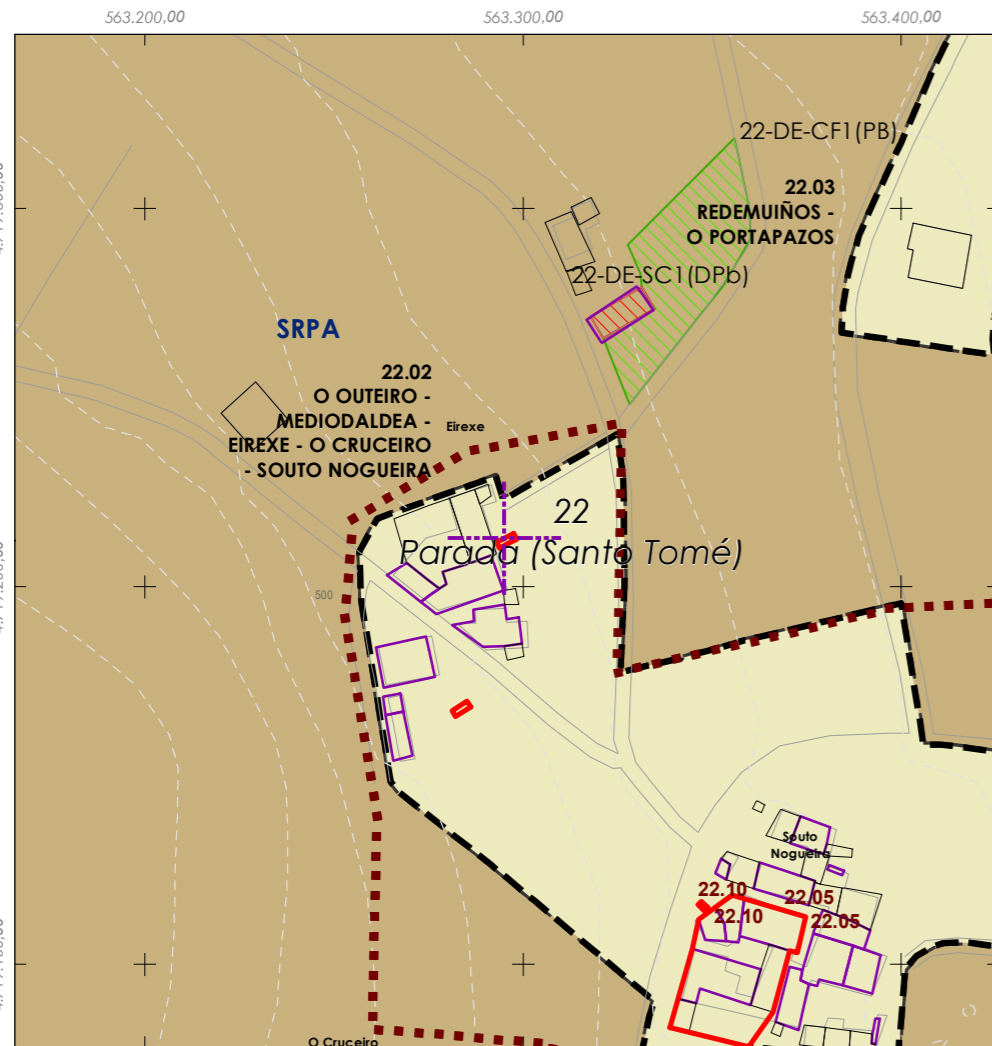 563.200,00
563.300,00
563.400,00
22-DE-CF1(PB)
22.03
REDEMUIÑOS -
O PORTAPAZOS
22-DE-SC1(DPb)
SRPA
22.02
O OUTEIRO -
MEDIODALDEA -
EIREXE - O CRUCEIRO
- SOUTO NOGUEIRA
Eirexe
22
Parada (Santo Tomé)
500
Souto
Nogueira
22.10
22.05
22.10
22.05
O Cruceiro